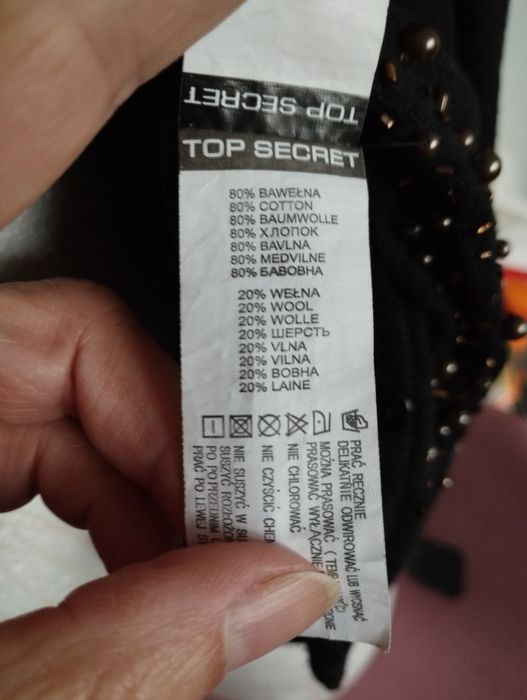 TOP SECRET
TOP SECRET
80% BAWEŁNA
80% COTTON
80% BAUMWOLLE
80% ХЛОПОК
80% BAVLNA
80% MEDVILNE
80% БАВОВНА
20% WEŁNA
20% WOOL
20% WOLLE
20% ШЕРСТЬ
20% VLNA
20% VILNA
20% ВОВНА
20% LAINE
PRAĆ RĘCZNIE
DELIKATNIE ODWIROWAĆ LUB WYCISNĄĆ
MOŻNA PRASOWAĆ
PRASOWAĆ WYŁĄCZNIE
NIE CHLOROWAĆ
NIE CZYŚCIĆ
NIE SUSZYĆ W
SUSZYĆ
PO POPRZEDNIM
PRAĆ PO LEWEJ